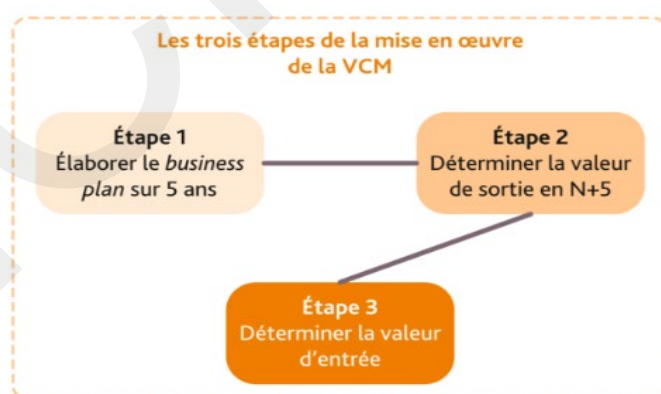 Les trois étapes de la mise en œuvre
de la VCM
Étape 1
Élaborer le business
plan sur 5 ans
Étape 2
Déterminer la valeur
de sortie en N+5
Étape 3
Déterminer la valeur
d'entrée